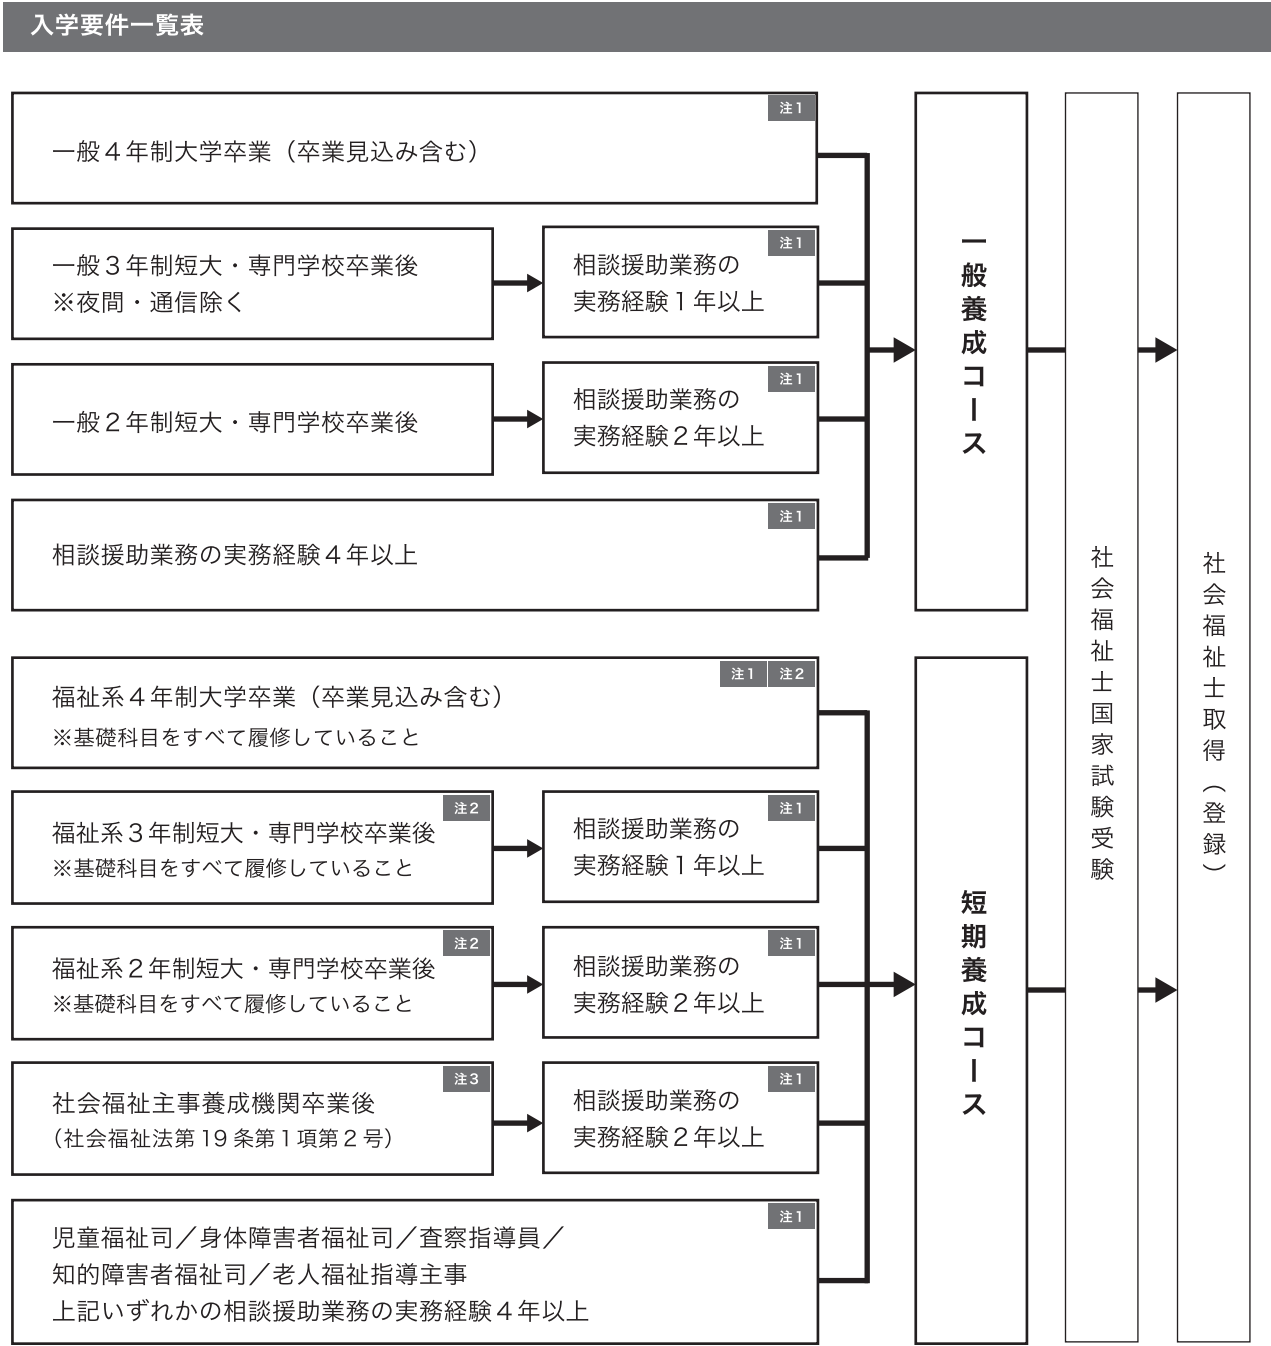 入学要件一覧表
注1
一般4年制大学卒業（卒業見込み含む）
一般3年制短大・専門学校卒業後
※夜間・通信除く
注1
相談援助業務の
実務経験1年以上
一般2年制短大・専門学校卒業後
注1
相談援助業務の
実務経験2年以上
注1
相談援助業務の実務経験4年以上
一般養成コース
注1 注2
福祉系4年制大学卒業（卒業見込み含む）
※基礎科目をすべて履修していること
注2
福祉系3年制短大・専門学校卒業後
※基礎科目をすべて履修していること
注1
相談援助業務の
実務経験1年以上
注2
福祉系2年制短大・専門学校卒業後
※基礎科目をすべて履修していること
注1
相談援助業務の
実務経験2年以上
注3
社会福祉主事養成機関卒業後
（社会福祉法第19条第1項第2号）
注1
相談援助業務の
実務経験2年以上
注1
児童福祉司／身体障害者福祉司／査察指導員／
知的障害者福祉司／老人福祉指導主事
上記いずれかの相談援助業務の実務経験4年以上
短期養成コース
社会福祉士国家試験受験
社会福祉士取得（登録）